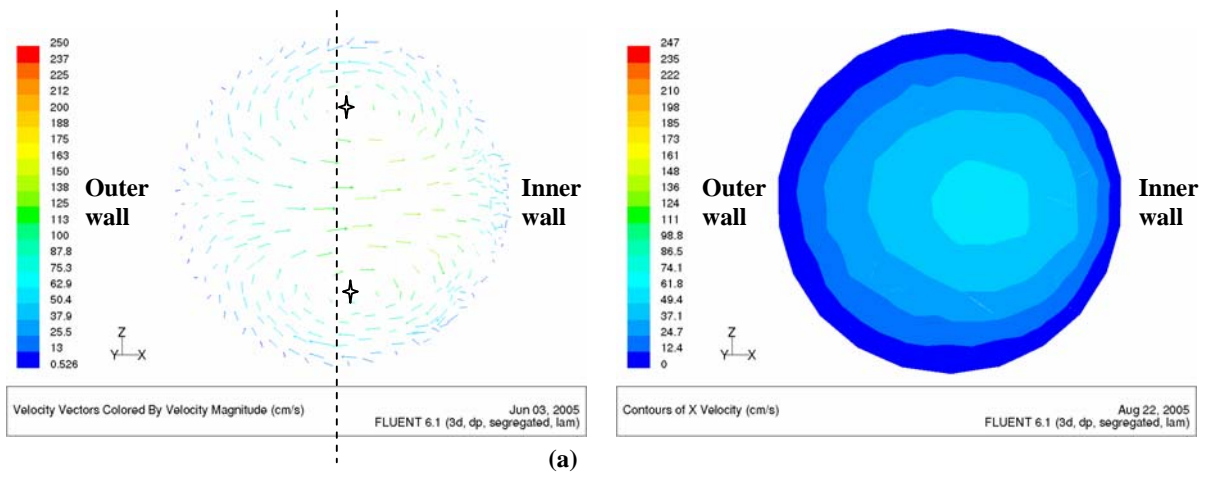 250
237
225
212
200
188
175
163
150
138
125
113
100
87.8
75.3
62.9
50.4
37.9
25.5
13
0.526
Outer
wall
Inner
wall
Z
Y X
Velocity Vectors Colored By Velocity Magnitude (cm/s)
Jun 03, 2005
FLUENT 6.1 (3d, dp, segregated, lam)
247
235
222
210
198
185
173
161
148
136
124
111
98.8
86.5
74.1
61.8
49.4
37.1
24.7
12.4
0
Outer
wall
Inner
wall
Z
Y X
Contours of X Velocity (cm/s)
Aug 22, 2005
FLUENT 6.1 (3d, dp, segregated, lam)
(a)